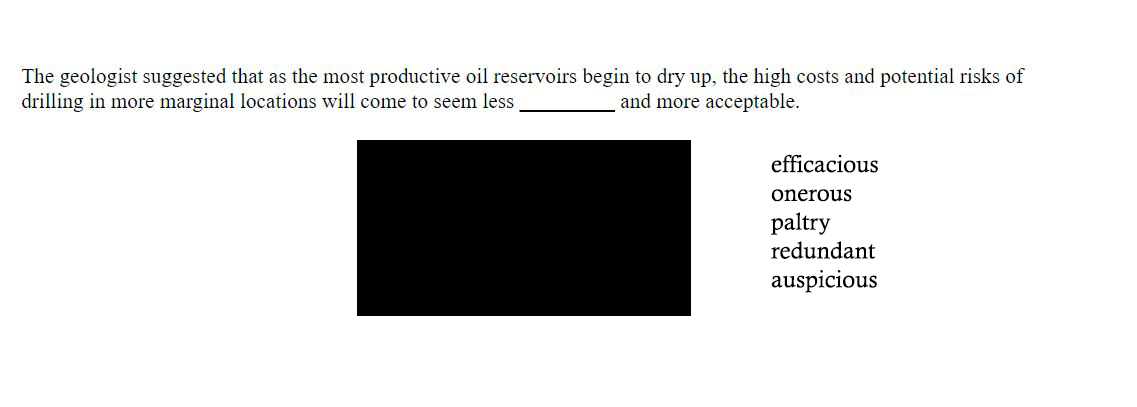 The geologist suggested that as the most productive oil reservoirs begin to dry up, the high costs and potential risks of
drilling in more marginal locations will come to seem less __________ and more acceptable.
efficacious
onerous
paltry
redundant
auspicious